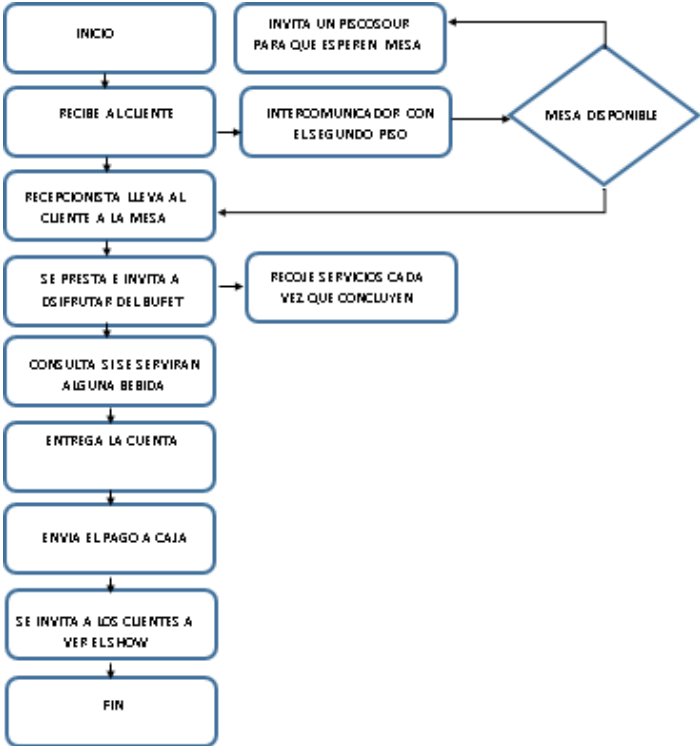 INICIO
INVITA UN PISCOSOUR
PARA QUE ESPEREN MESA
RECIBE AL CLIENTE
INTERCOMUNICADOR CON
EL SEGUNDO PISO
MESA DISPONIBLE
RECEPCIONISTA LLEVA AL
CLIENTE A LA MESA
SE PRESTA E INVITA A
DSIFRUTAR DEL BUFET
RECOJE SERVICIOS CADA
VEZ QUE CONCLUYEN
CONSULTA SI SE SERVIRAN
ALGUNA BEBIDA
ENTREGA LA CUENTA
ENVIA EL PAGO A CAJA
SE INVITA A LOS CLIENTES A
VER EL SHOW
FIN